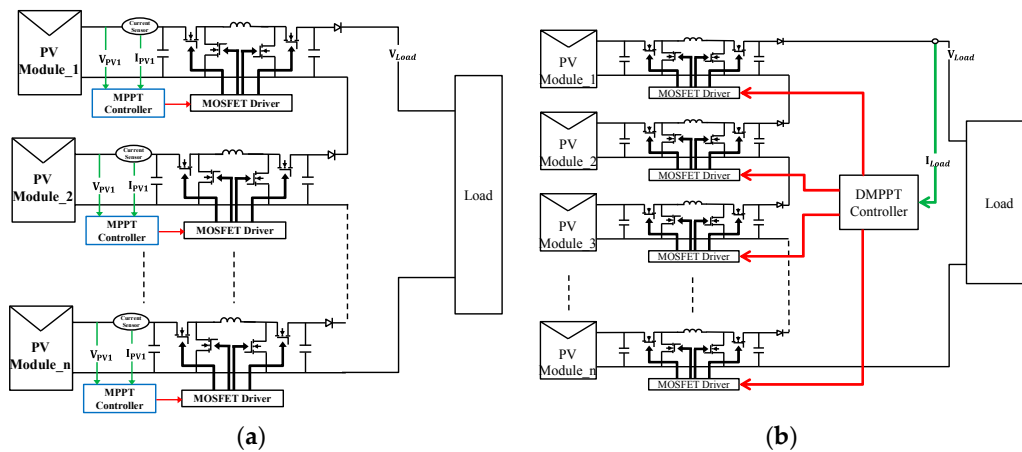 PV
Module_1
Current
Sensor
V_PV1
I_PV1
MPPT
Controller
MOSFET Driver
V_Load
PV
Module_2
Current
Sensor
V_PV1
I_PV1
MPPT
Controller
MOSFET Driver
Load
PV
Module_n
Current
Sensor
V_PV1
I_PV1
MPPT
Controller
MOSFET Driver
(a)
PV
Module_1
MOSFET Driver
V_Load
PV
Module_2
MOSFET Driver
I_Load
DMPPT
Controller
Load
PV
Module_3
MOSFET Driver
PV
Module_n
MOSFET Driver
(b)